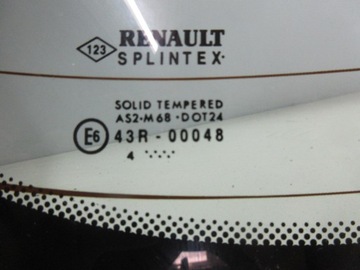 123 RENAULT
SPLINTEX
SOLID TEMPERED
AS2·M68·DOT24
E6 43R-00048
4